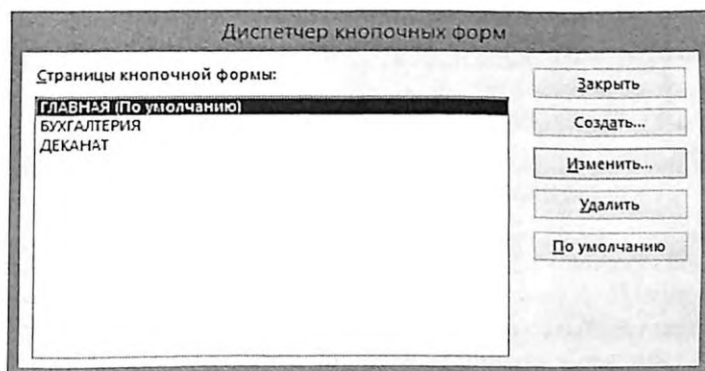 Диспетчер кнопочных форм
Страницы кнопочной формы:
ГЛАВНАЯ (По умолчанию)
БУХГАЛТЕРИЯ
ДЕКАНАТ
Закрыть
Создать...
Изменить...
Удалить
По умолчанию